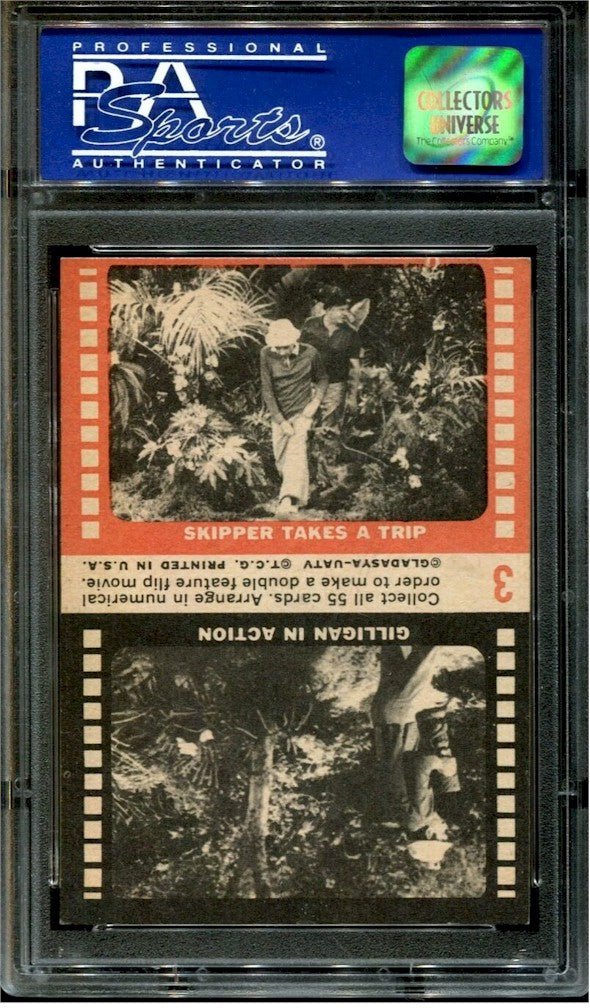 PROFESSIONAL
PSA
Sports®
AUTHENTICATOR
COLLECTORS
UNIVERSE
The Collectors Company™
SKIPPER TAKES A TRIP
3
Collect all 55 cards. Arrange in numerical
order to make a double feature flip movie.
©GLADASYA-UATV ©T.C.G. PRINTED IN U.S.A.
GILLIGAN IN ACTION